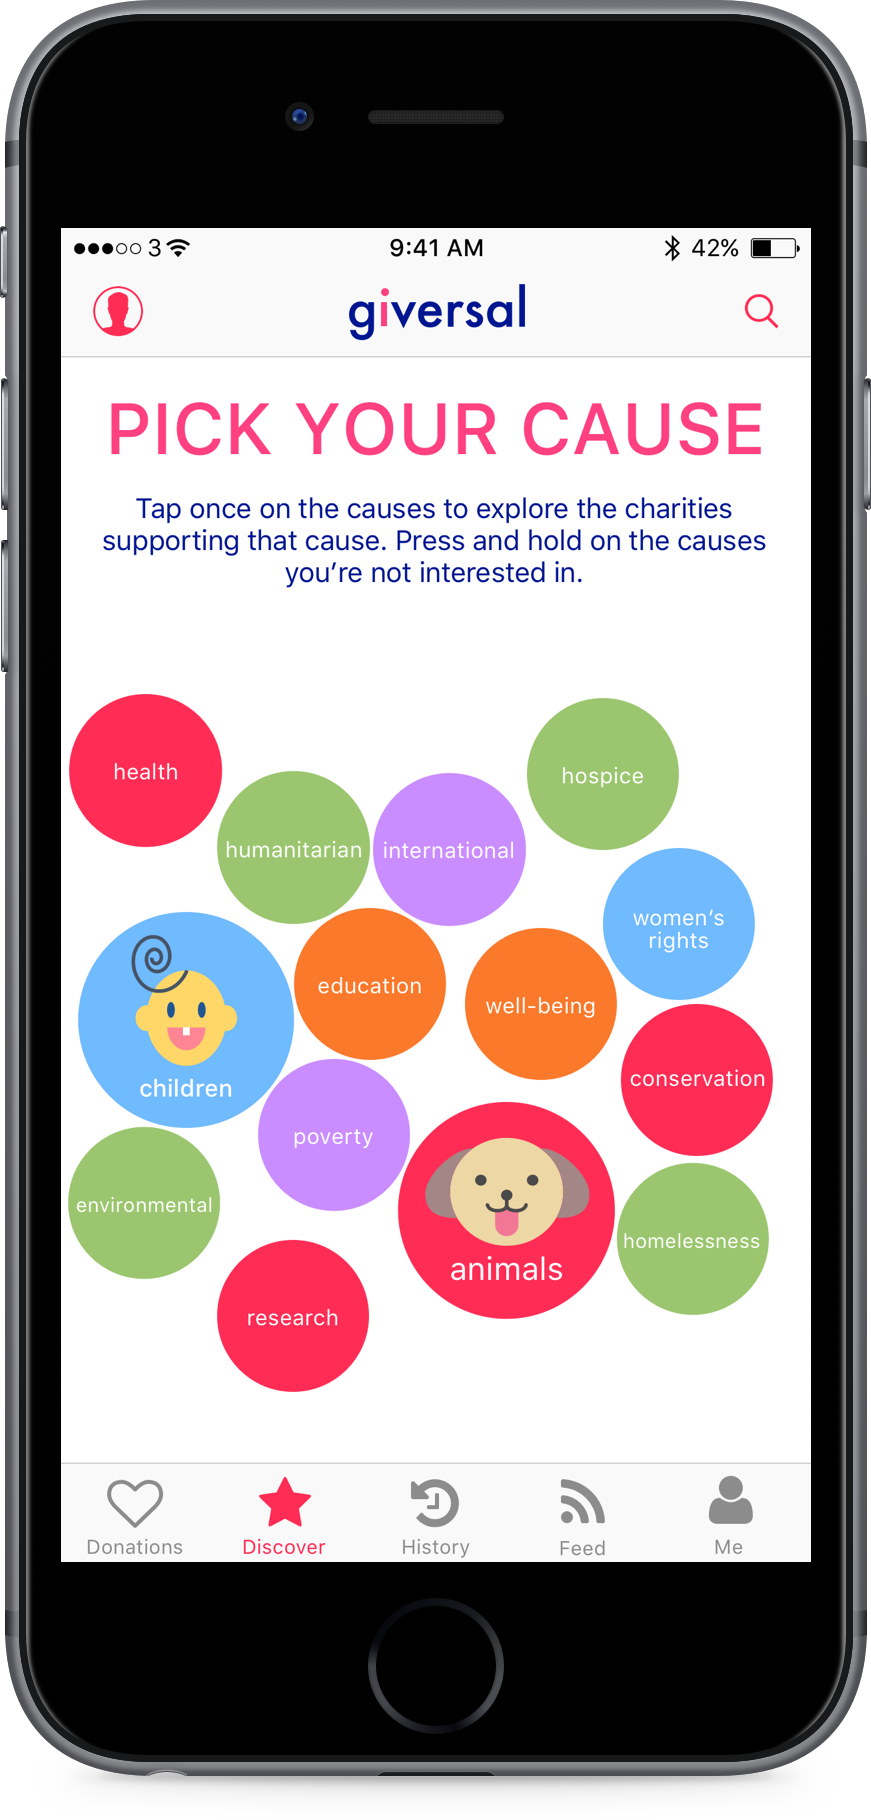 3 9:41 AM 42%
giversal
PICK YOUR CAUSE
Tap once on the causes to explore the charities
supporting that cause. Press and hold on the causes
you’re not interested in.
health
hospice
humanitarian
international
women’s
rights
education
well-being
children
conservation
poverty
environmental
animals
homelessness
research
Donations
Discover
History
Feed
Me